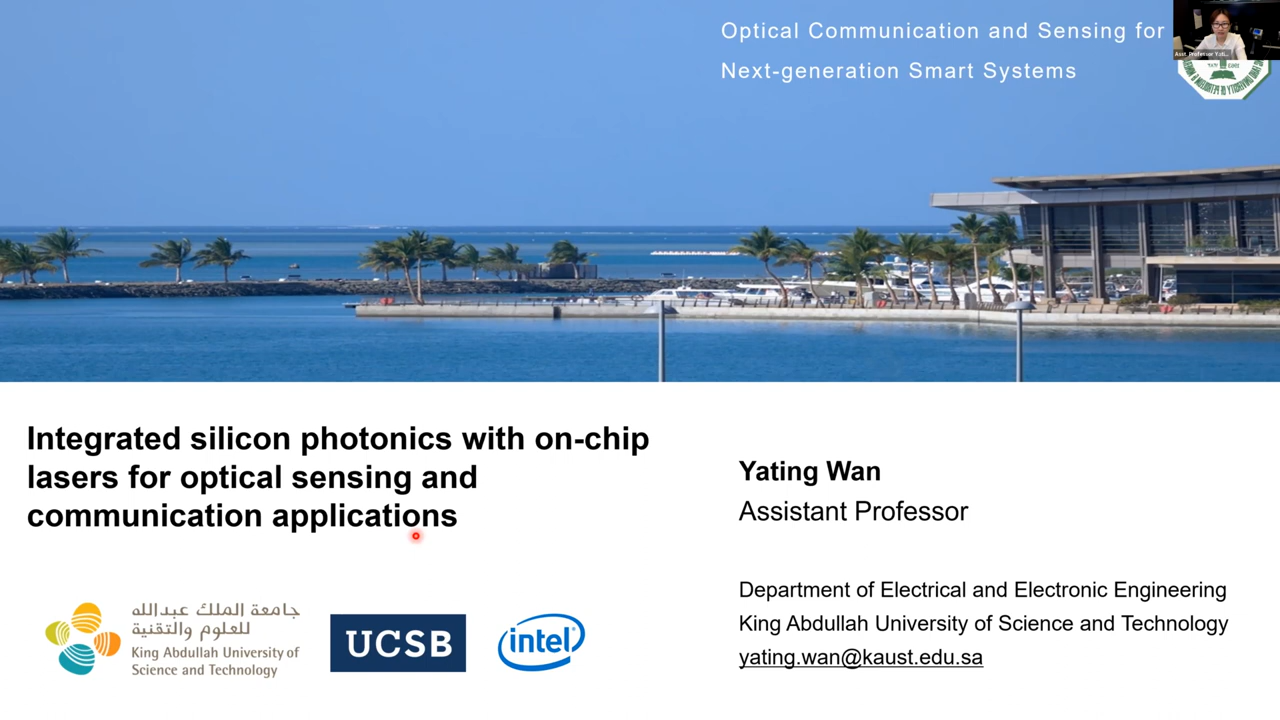 Optical Communication and Sensing for
Next-generation Smart Systems
Asst. Professor Yati...
Integrated silicon photonics with on-chip
lasers for optical sensing and
communication applications
Yating Wan
Assistant Professor
Department of Electrical and Electronic Engineering
King Abdullah University of Science and Technology
yating.wan@kaust.edu.sa
جامعة الملك عبدالله
للعلوم والتقنية
King Abdullah University of
Science and Technology
UCSB
intel